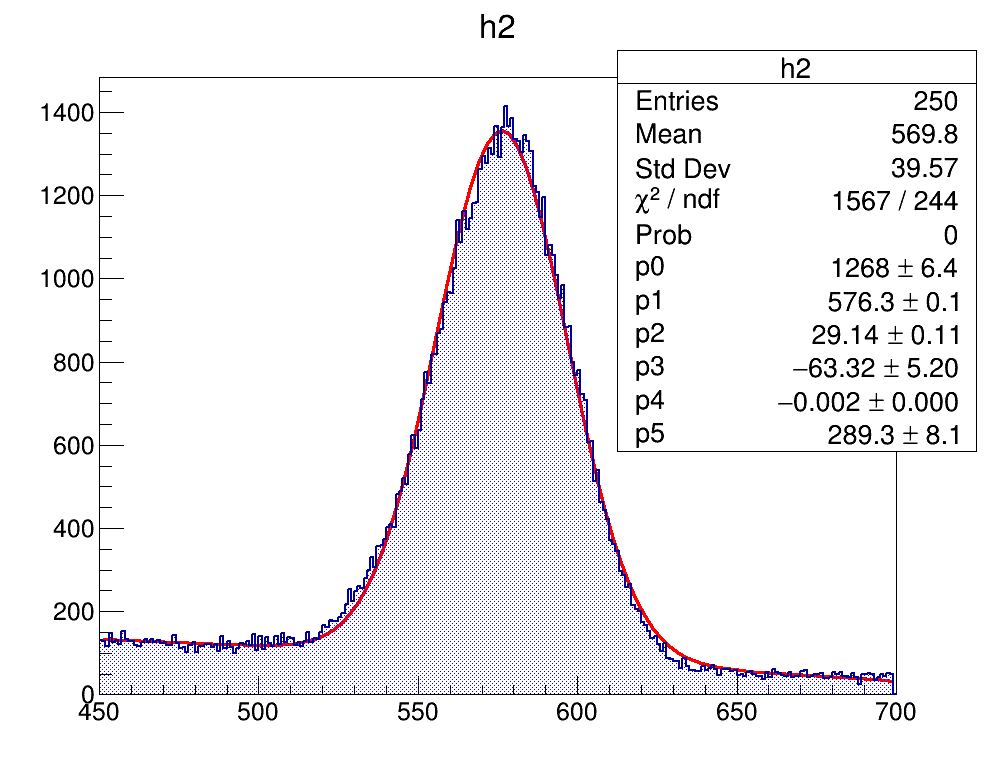 h2
h2
Entries 250
Mean 569.8
Std Dev 39.57
χ² / ndf 1567 / 244
Prob 0
p0 1268 ± 6.4
p1 576.3 ± 0.1
p2 29.14 ± 0.11
p3 −63.32 ± 5.20
p4 −0.002 ± 0.000
p5 289.3 ± 8.1
1400
1200
1000
800
600
400
200
0
450 500 550 600 650 700